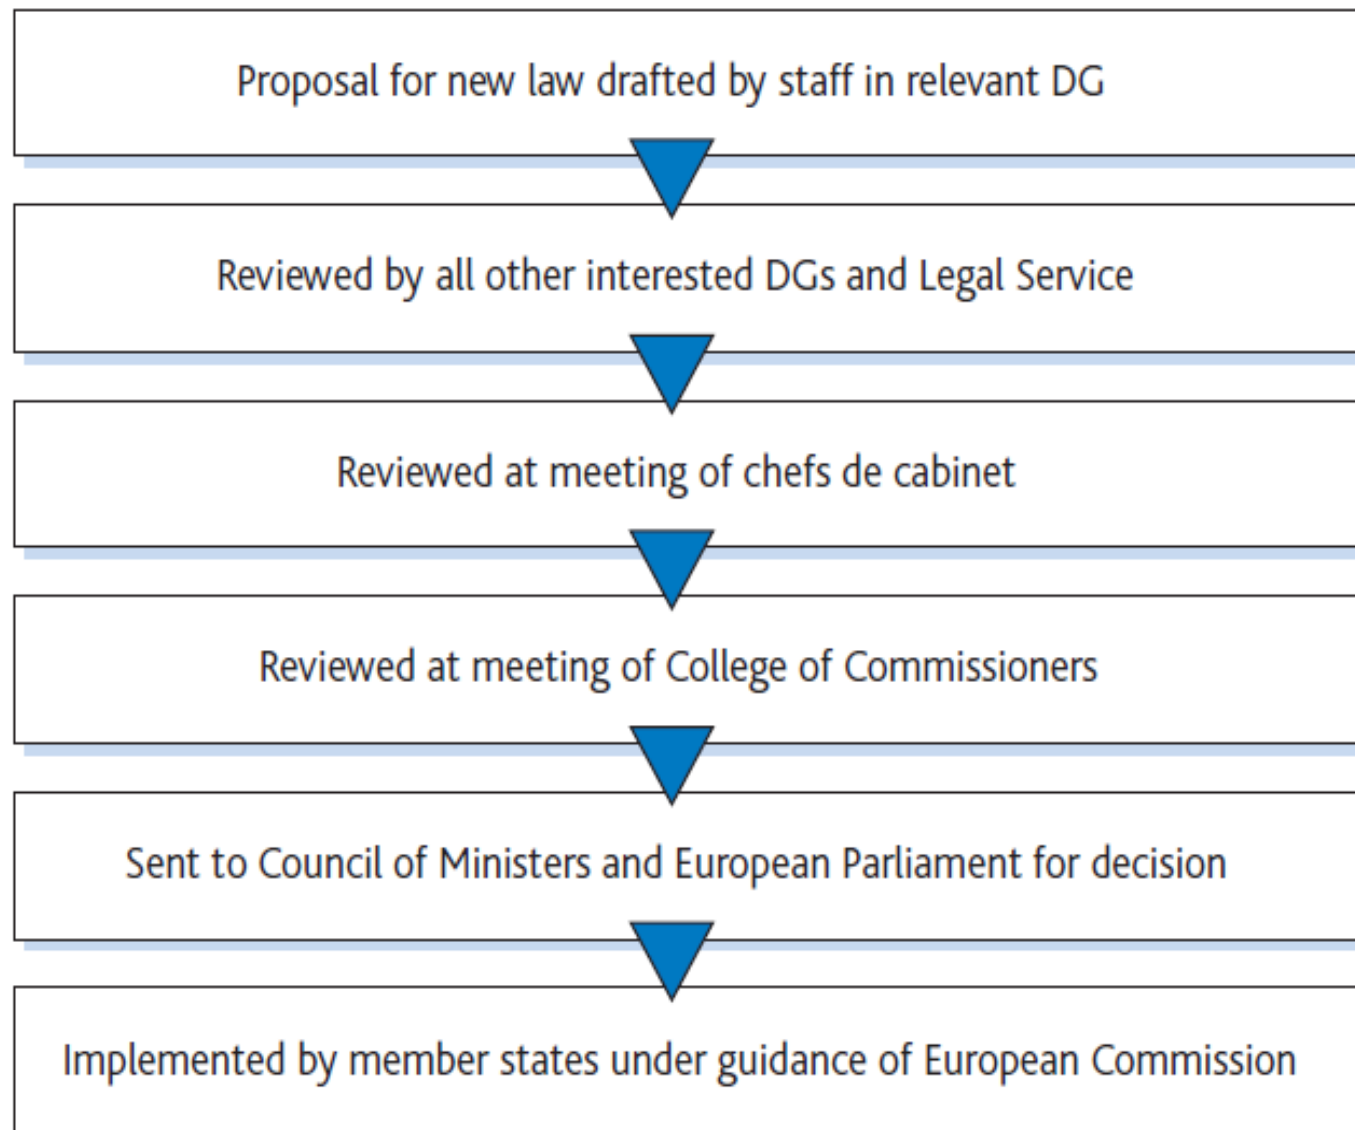 Proposal for new law drafted by staff in relevant DG
Reviewed by all other interested DGs and Legal Service
Reviewed at meeting of chefs de cabinet
Reviewed at meeting of College of Commissioners
Sent to Council of Ministers and European Parliament for decision
Implemented by member states under guidance of European Commission